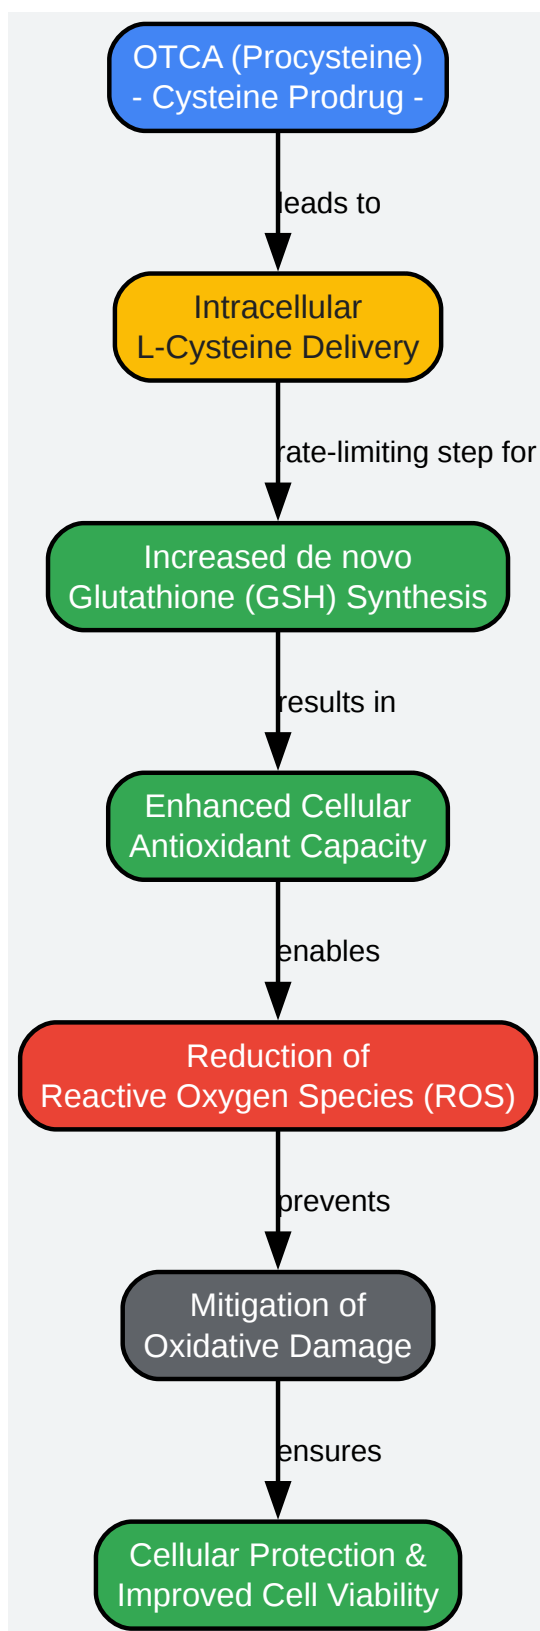 OTCA (Procysteine)
- Cysteine Prodrug -
leads to
Intracellular
L-Cysteine Delivery
rate-limiting step for
Increased de novo
Glutathione (GSH) Synthesis
results in
Enhanced Cellular
Antioxidant Capacity
enables
Reduction of
Reactive Oxygen Species (ROS)
prevents
Mitigation of
Oxidative Damage
ensures
Cellular Protection &
Improved Cell Viability